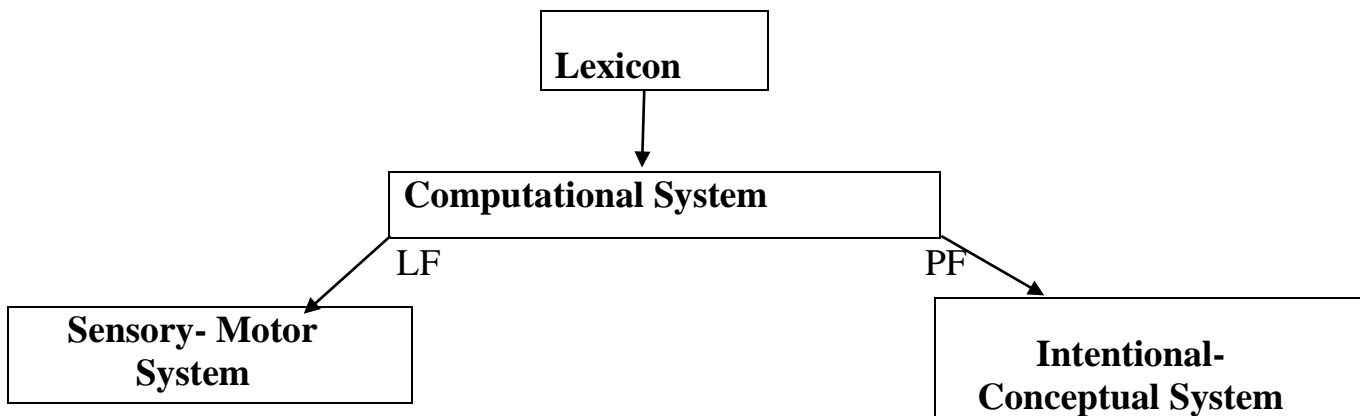 Lexicon
Computational System
LF
PF
Sensory- Motor
System
Intentional-
Conceptual System